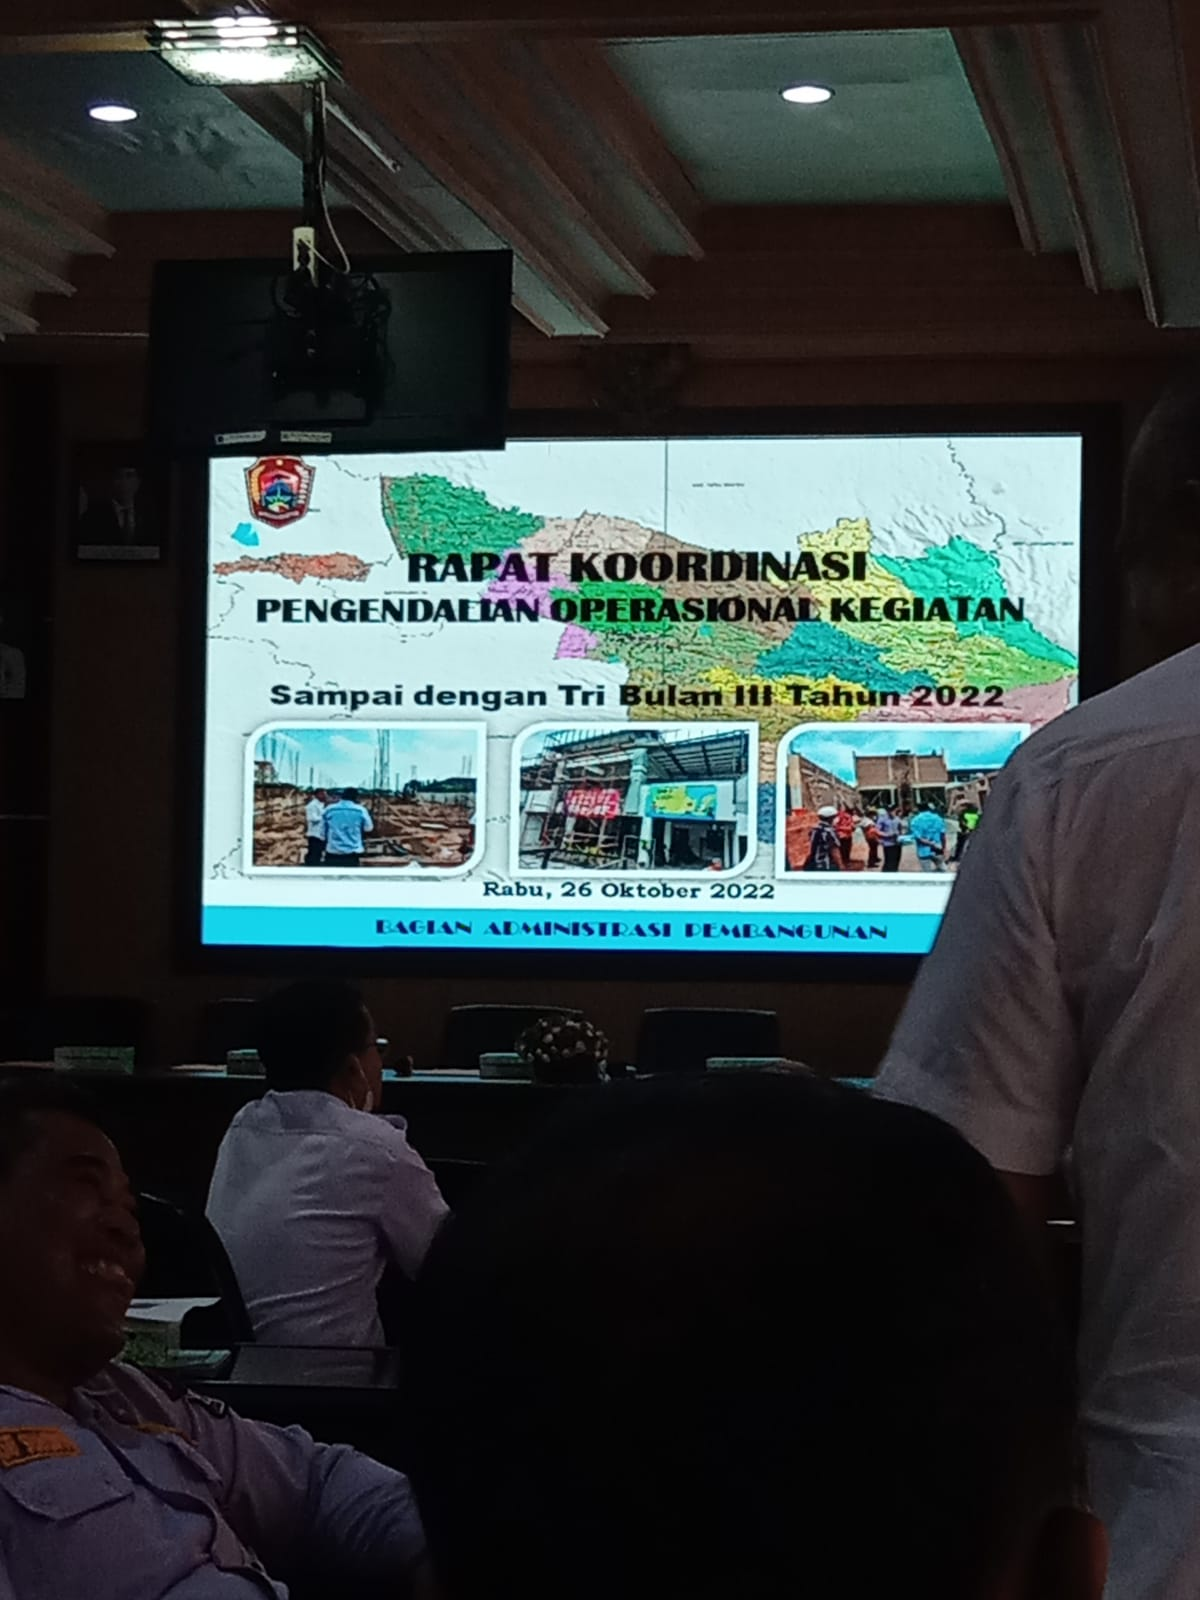 RAPAT KOORDINASI
PENGENDALIAN OPERASIONAL KEGIATAN
Sampai dengan Tri Bulan III Tahun 2022
Rabu, 26 Oktober 2022
BAGIAN ADMINISTRASI PEMBANGUNAN